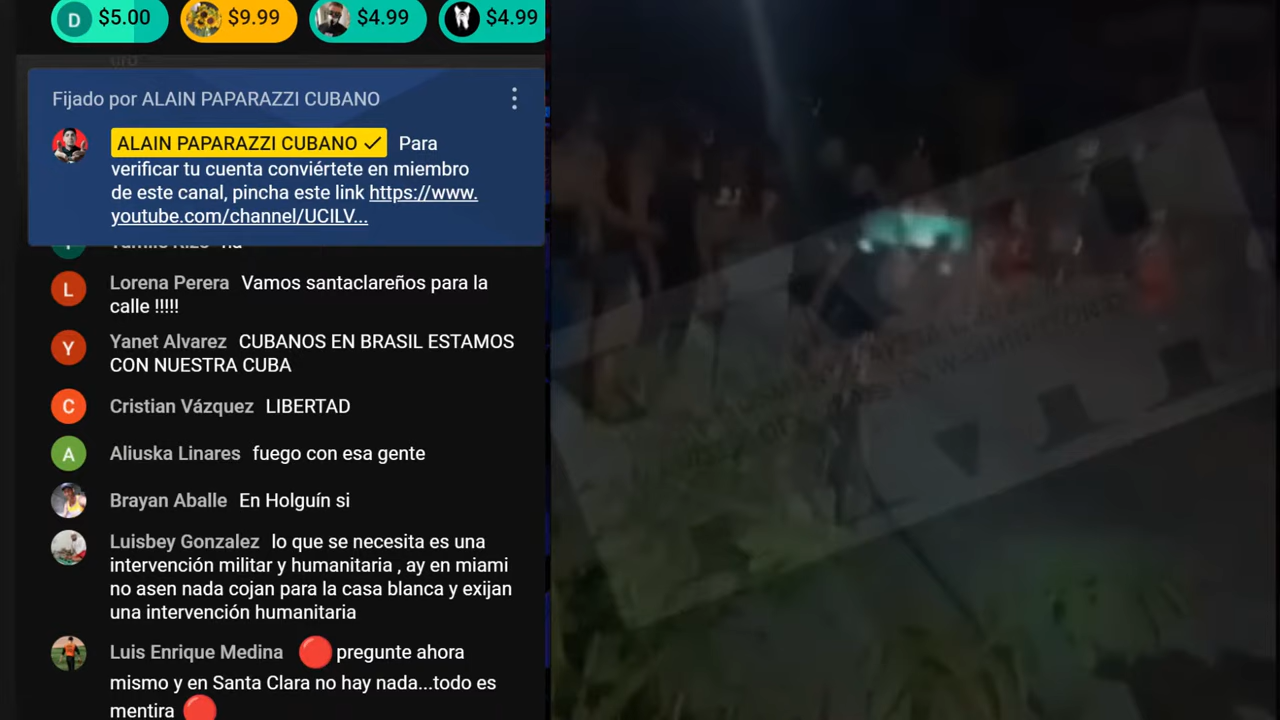 D $5.00 $9.99 $4.99 $4.99
Fijado por ALAIN PAPARAZZI CUBANO
ALAIN PAPARAZZI CUBANO Para
verificar tu cuenta conviértete en miembro
de este canal, pincha este link https://www.
youtube.com/channel/UCILV...
L Lorena Perera Vamos santaclareños para la
calle !!!!!
Y Yanet Alvarez CUBANOS EN BRASIL ESTAMOS
CON NUESTRA CUBA
C Cristian Vázquez LIBERTAD
A Aliuska Linares fuego con esa gente
Brayan Aballe En Holguín si
Luisbey Gonzalez lo que se necesita es una
intervención militar y humanitaria , ay en miami
no asen nada cojan para la casa blanca y exijan
una intervención humanitaria
Luis Enrique Medina 🔴 pregunte ahora
mismo y en Santa Clara no hay nada...todo es
mentira 🔴